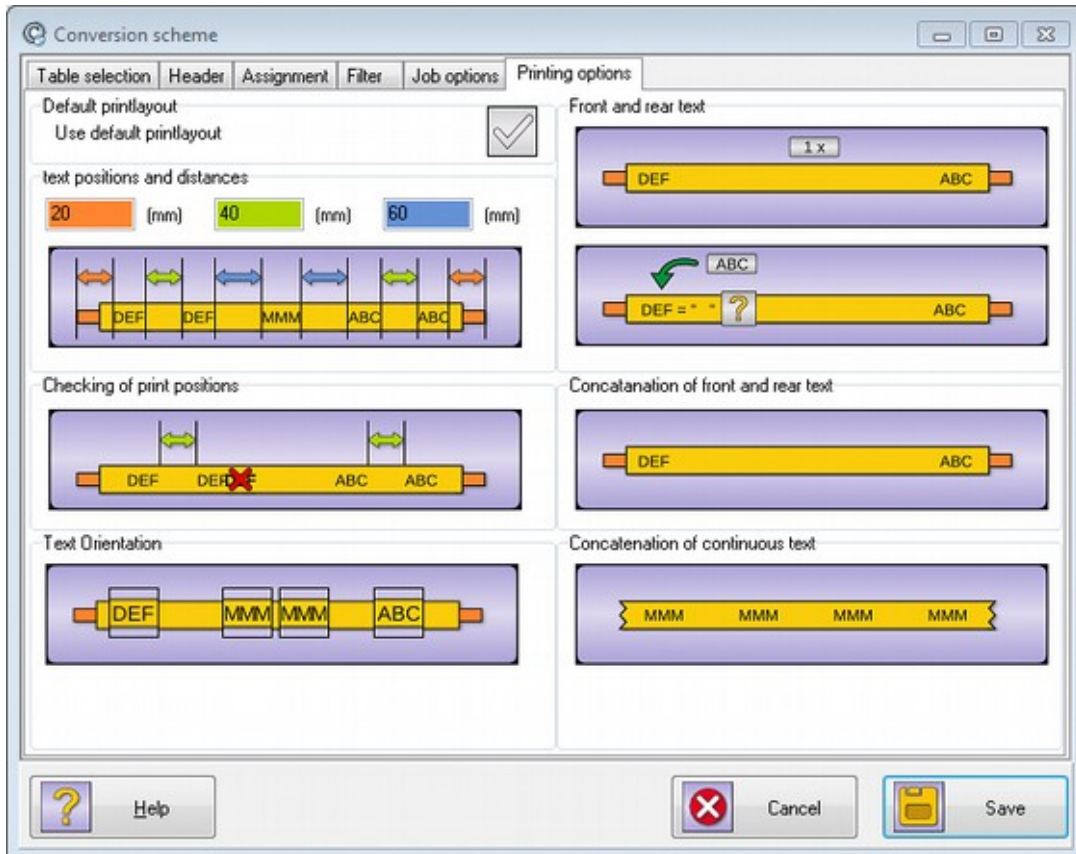 Conversion scheme
Table selection Header Assignment Filter Job options Printing options
Default printlayout
Use default printlayout
text positions and distances
20 (mm) 40 (mm) 60 (mm)
DEF DEF MMM ABC ABC
Checking of print positions
DEF DEF ABC ABC
Text Orientation
DEF MMM MMM ABC
Front and rear text
1 x
DEF ABC
ABC
DEF = " " ? ABC
Concatanation of front and rear text
DEF ABC
Concatenation of continuous text
MMM MMM MMM MMM
? Help Cancel Save